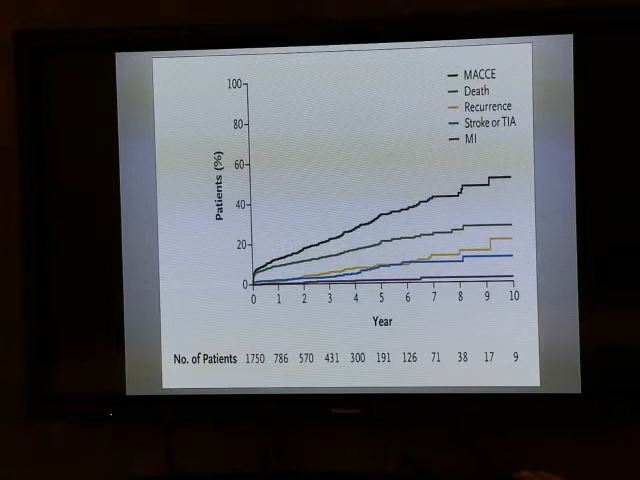 MACCE
Death
Recurrence
Stroke or TIA
MI
Patients (%)
100
80
60
40
20
0
0 1 2 3 4 5 6 7 8 9 10
Year
No. of Patients 1750 786 570 431 300 191 126 71 38 17 9